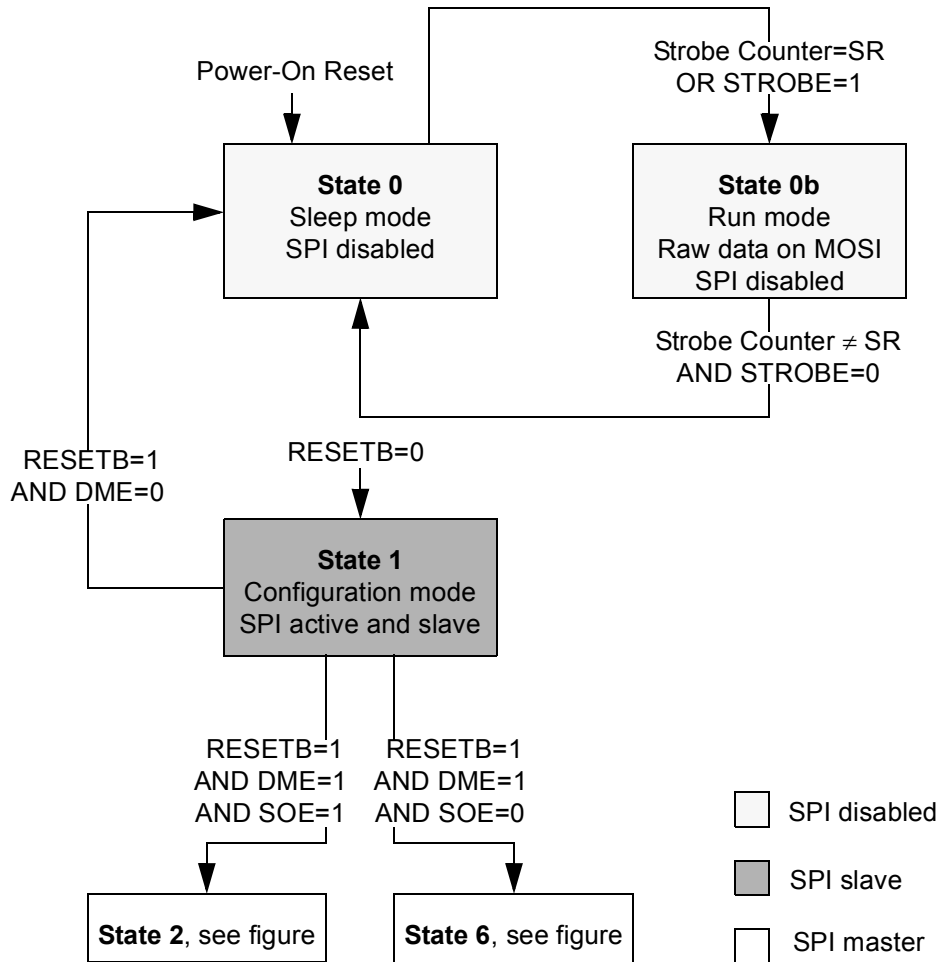 Strobe Counter=SR
OR STROBE=1
Power-On Reset
State 0
Sleep mode
SPI disabled
State 0b
Run mode
Raw data on MOSI
SPI disabled
Strobe Counter ≠ SR
AND STROBE=0
RESETB=1
AND DME=0
RESETB=0
State 1
Configuration mode
SPI active and slave
RESETB=1
AND DME=1
AND SOE=1
RESETB=1
AND DME=1
AND SOE=0
State 2, see figure
State 6, see figure
SPI disabled
SPI slave
SPI master